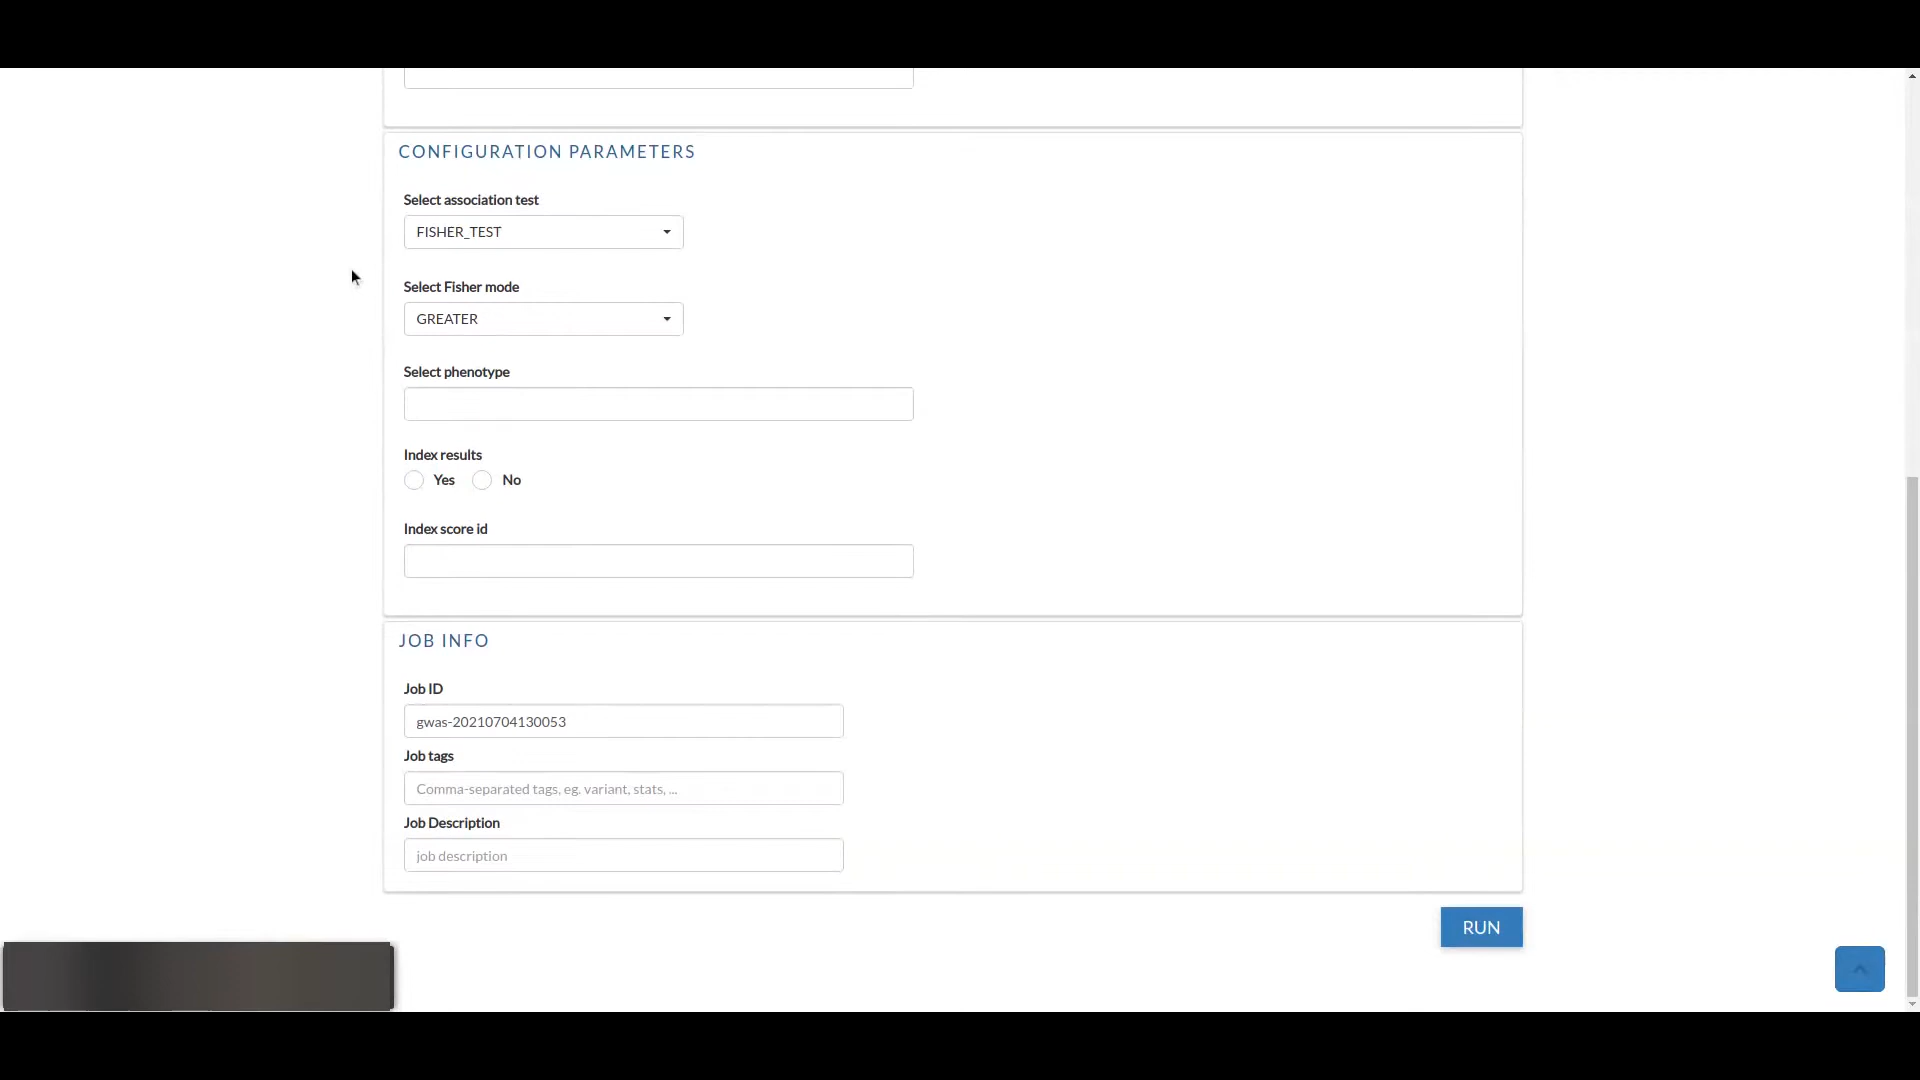 CONFIGURATION PARAMETERS
Select association test
FISHER_TEST
Select Fisher mode
GREATER
Select phenotype
Index results
Yes No
Index score id
JOB INFO
Job ID
gwas-20210704130053
Job tags
Comma-separated tags, eg. variant, stats, ...
Job Description
job description
RUN